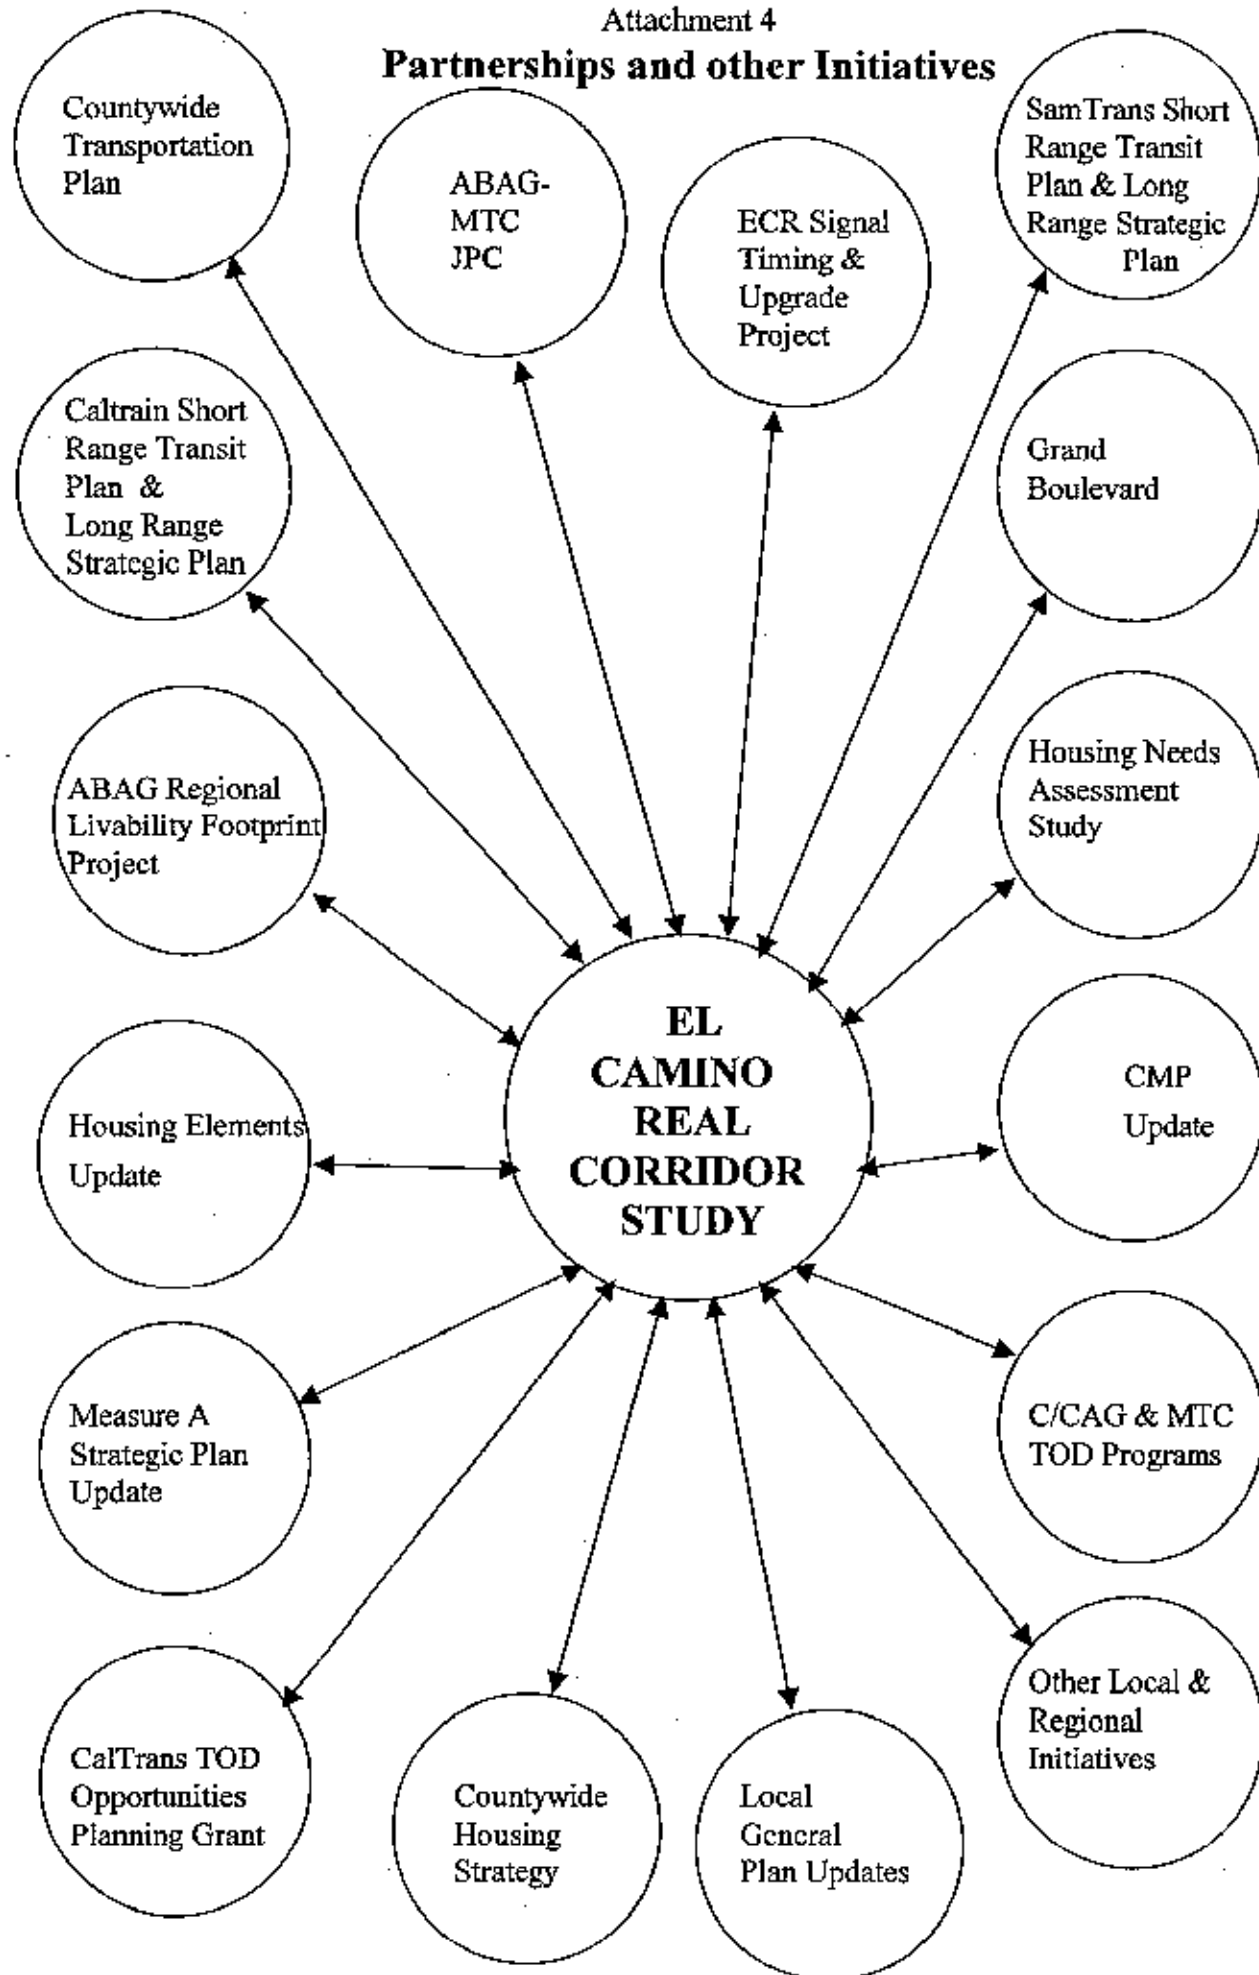 Attachment 4
Partnerships and other Initiatives
Countywide
Transportation
Plan
ABAG-
MTC
JPC
ECR Signal
Timing &
Upgrade
Project
SamTrans Short
Range Transit
Plan & Long
Range Strategic
Plan
Caltrain Short
Range Transit
Plan &
Long Range
Strategic Plan
Grand
Boulevard
ABAG Regional
Livability Footprint
Project
Housing Needs
Assessment
Study
EL
CAMINO
REAL
CORRIDOR
STUDY
Housing Elements
Update
CMP
Update
Measure A
Strategic Plan
Update
C/CAG & MTC
TOD Programs
CalTrans TOD
Opportunities
Planning Grant
Countywide
Housing
Strategy
Local
General
Plan Updates
Other Local &
Regional
Initiatives